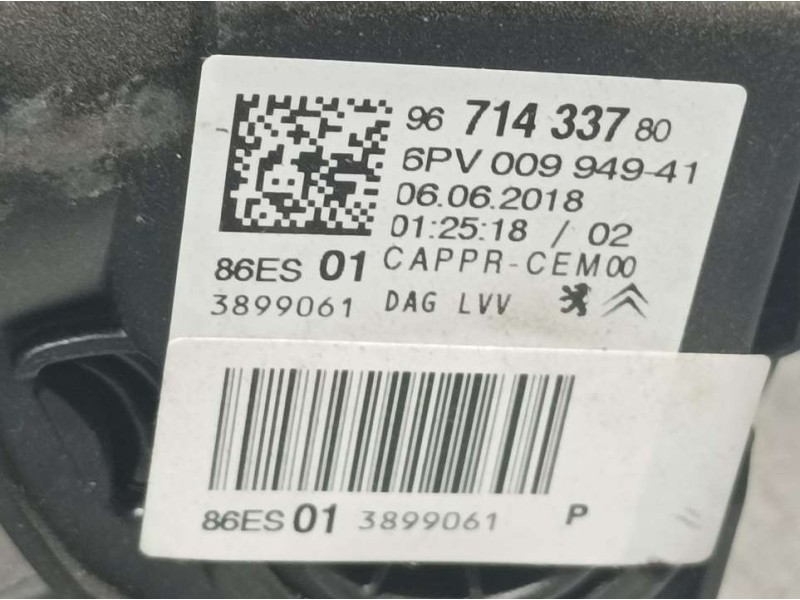 96 714 337 80
6PV 009 949-41
06.06.2018
01:25:18 / 02
86ES 01 CAPPR-CEM00
3899061 DAG LVV
86ES 01 3899061 P